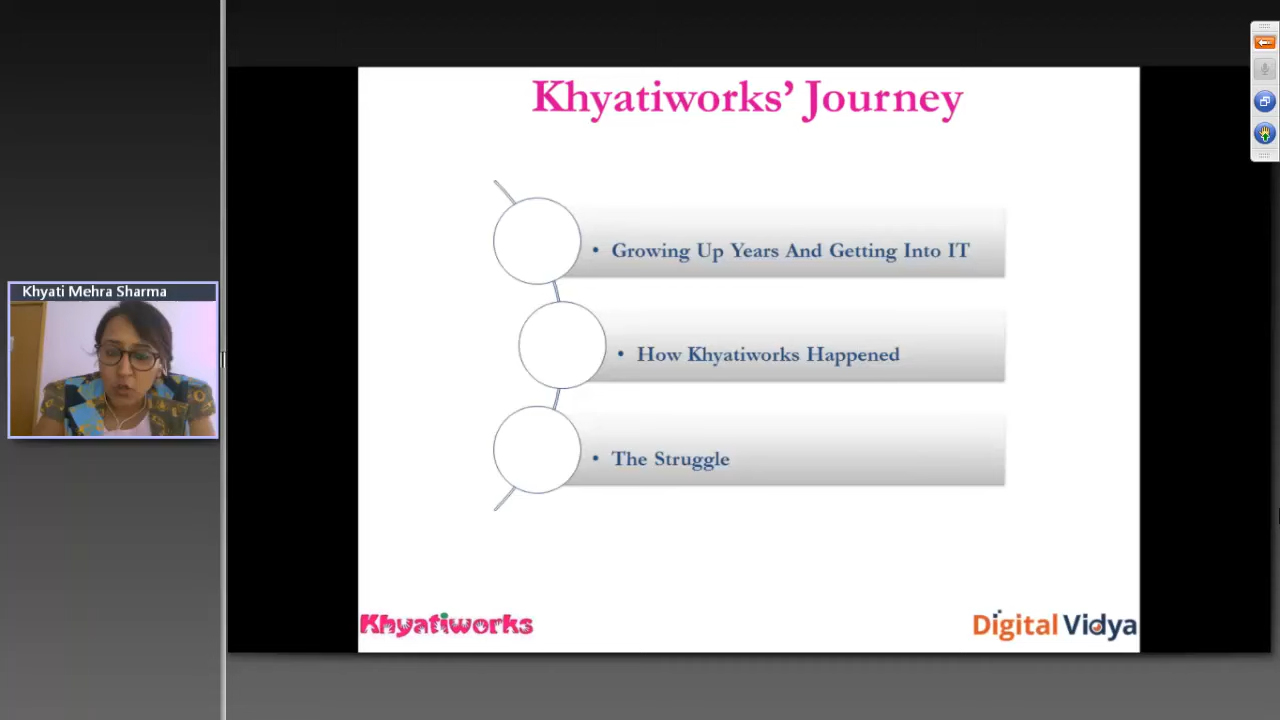 Khyatiworks’ Journey
• Growing Up Years And Getting Into IT
Khyati Mehra Sharma
• How Khyatiworks Happened
• The Struggle
Khyatiworks
Digital Vidya